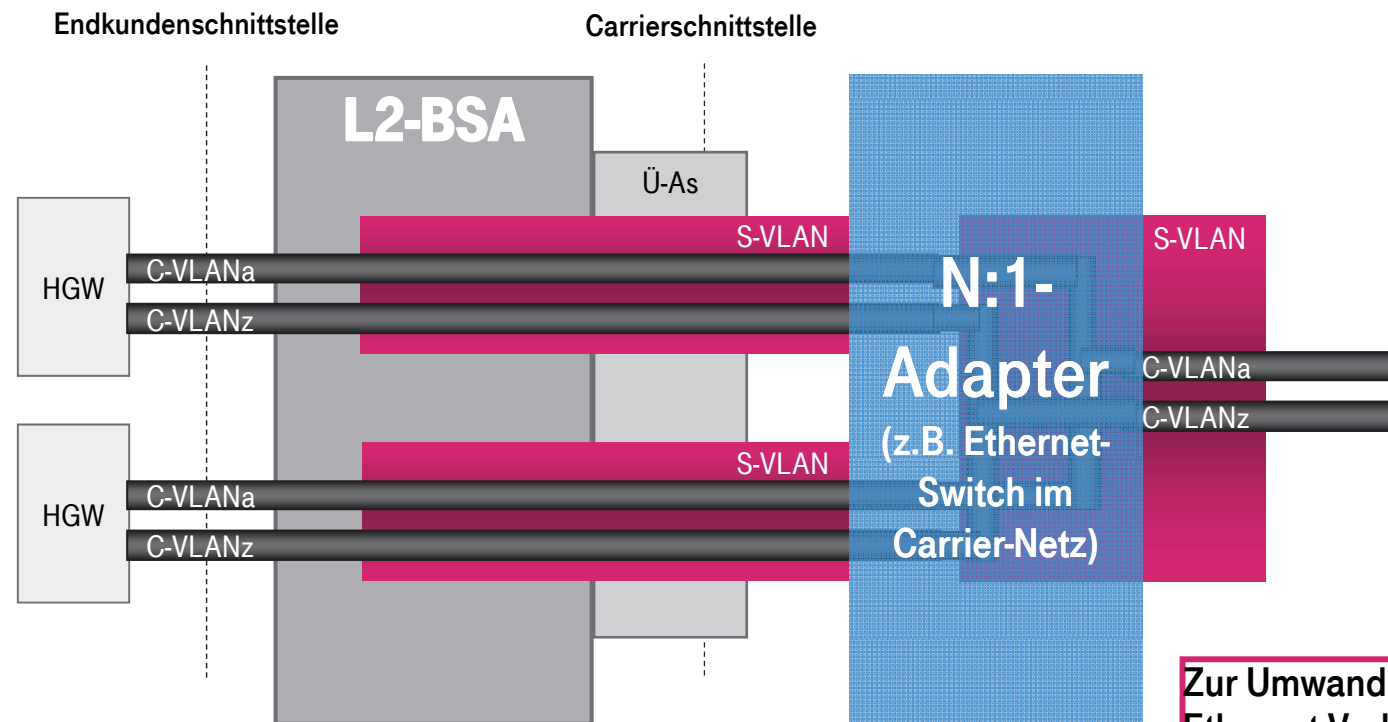 Endkundenschnittstelle
Carrierschnittstelle
L2-BSA
Ü-As
S-VLAN
S-VLAN
HGW
C-VLANa
C-VLANz
N:1-
Adapter
(z.B. Ethernet-
Switch im
Carrier-Netz)
C-VLANa
C-VLANz
S-VLAN
HGW
C-VLANa
C-VLANz
Zur Umwand